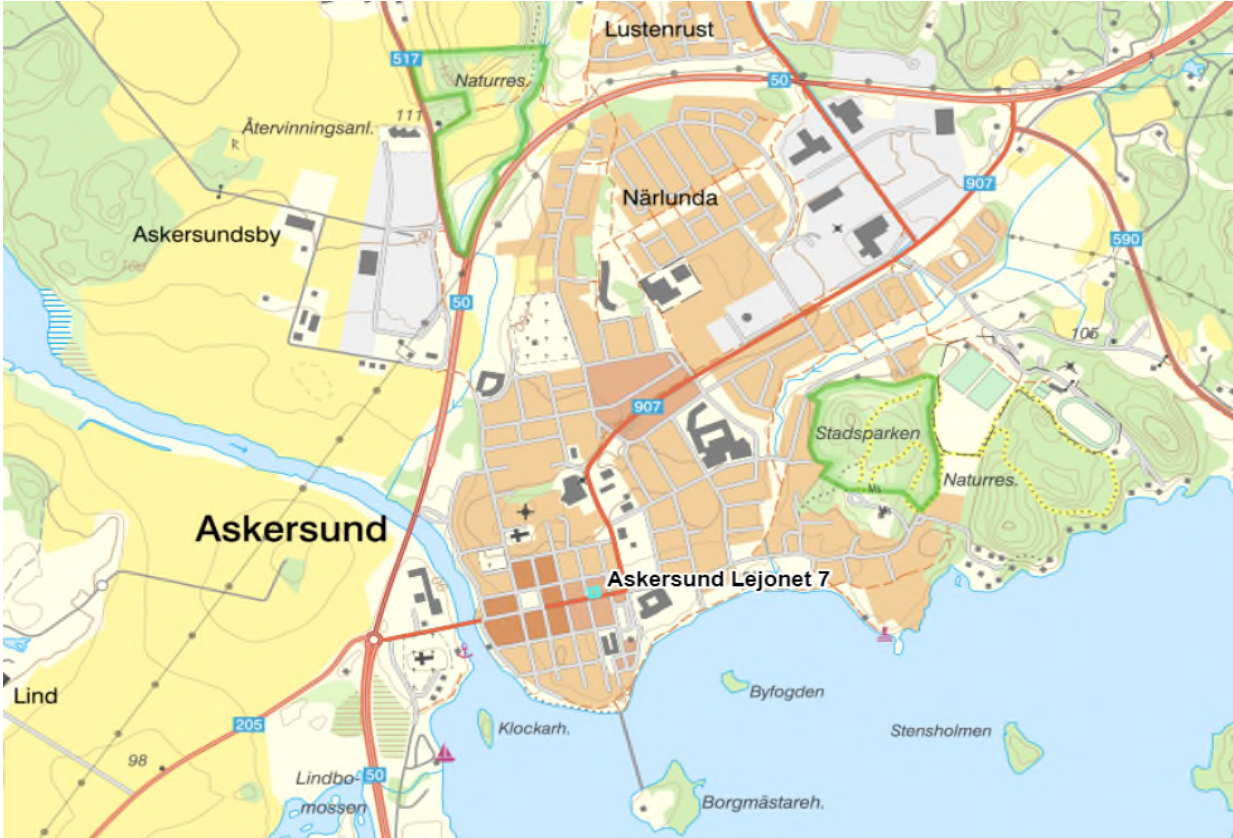 Lustenrust
517
50
Naturres.
111
Återvinningsanl.
R
907
Närlunda
Askersundsby
590
50
105
907
Stadsparken
Naturres.
Askersund
Askersund Lejonet 7
Lind
205
Byfogden
Klockarh.
Stensholmen
98
50
Lindbo-
mossen
Borgmästareh.